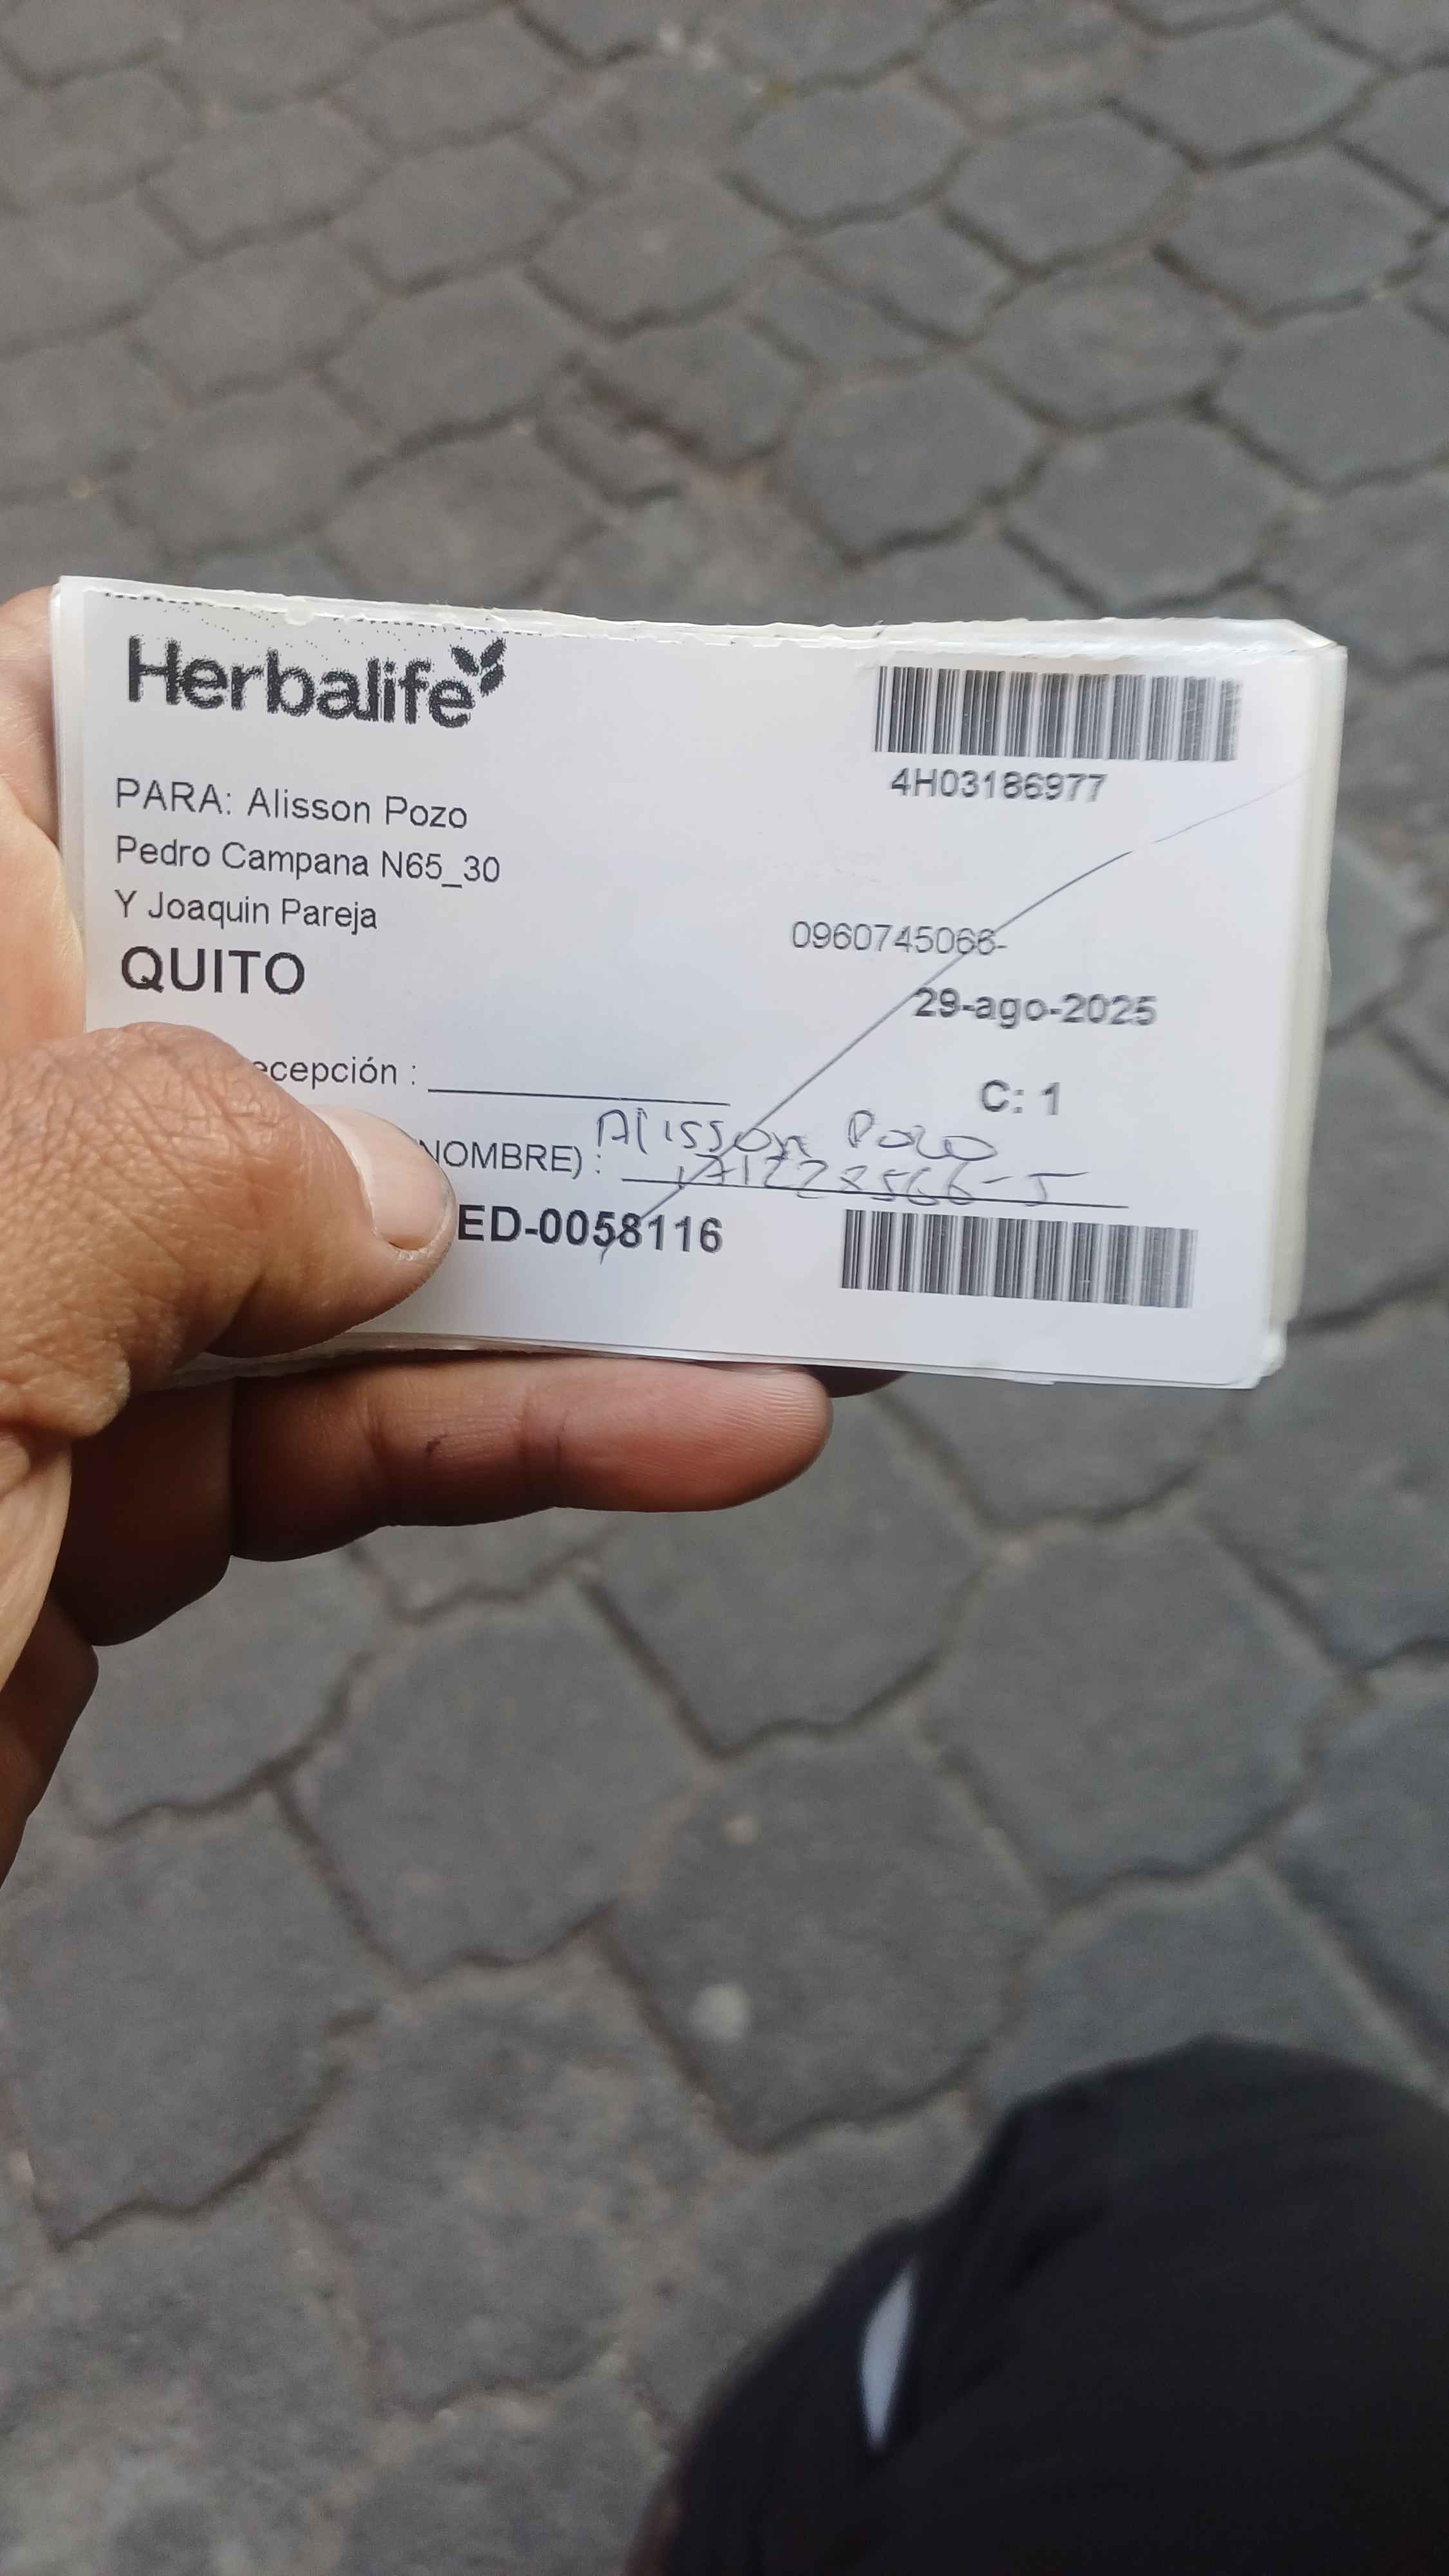 Herbalife
4H03186977
PARA: Alisson Pozo
Pedro Campana N65_30
Y Joaquin Pareja
0960745066-
QUITO
29-ago-2025
ecepción :
C: 1
NOMBRE) : Alisson Pozo
ED-0058116